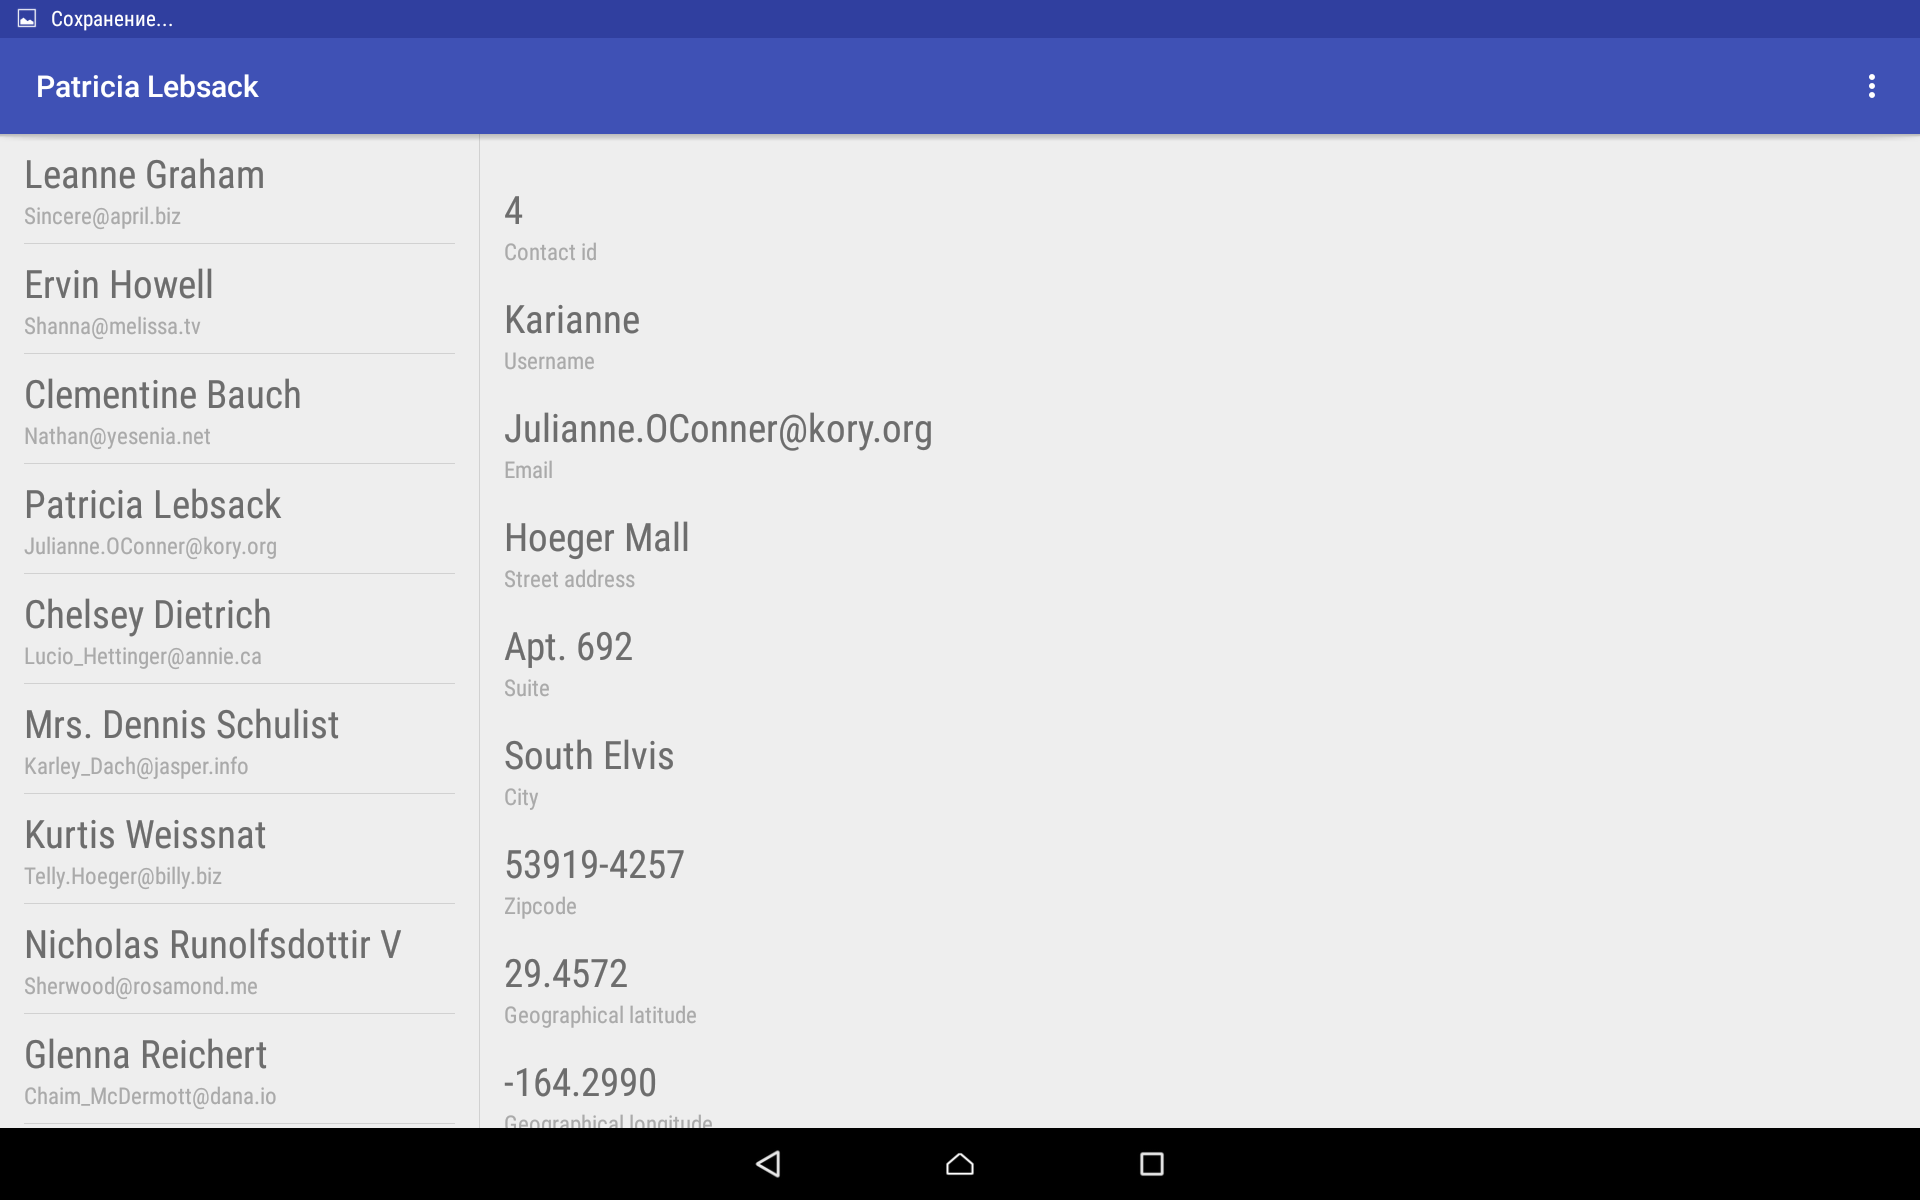 Сохранение...
Patricia Lebsack
Leanne Graham
Sincere@april.biz
Ervin Howell
Shanna@melissa.tv
Clementine Bauch
Nathan@yesenia.net
Patricia Lebsack
Julianne.OConner@kory.org
Chelsey Dietrich
Lucio_Hettinger@annie.ca
Mrs. Dennis Schulist
Karley_Dach@jasper.info
Kurtis Weissnat
Telly.Hoeger@billy.biz
Nicholas Runolfsdottir V
Sherwood@rosamond.me
Glenna Reichert
Chaim_McDermott@dana.io
4
Contact id
Karianne
Username
Julianne.OConner@kory.org
Email
Hoeger Mall
Street address
Apt. 692
Suite
South Elvis
City
53919-4257
Zipcode
29.4572
Geographical latitude
-164.2990
Geographical longitude